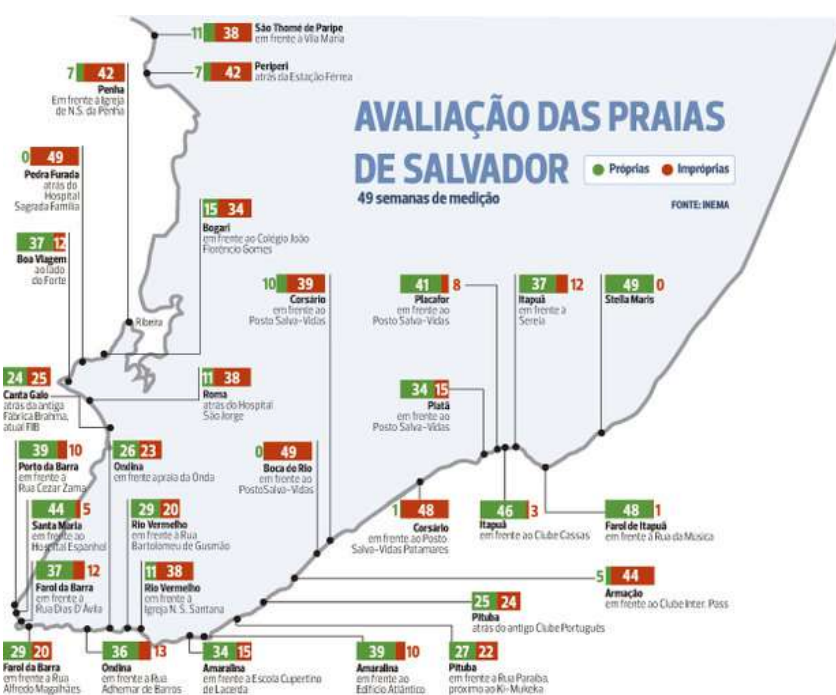 11 38
São Thomé de Paripe
em frente à Vila Maria
7 42
Periperi
atrás da Estação Férrea
7 42
Penha
Em frente à Igreja
de N.S. da Penha
AVALIAÇÃO DAS PRAIAS
DE SALVADOR
Próprias
Impróprias
49 semanas de medição
FONTE: INEMA
0 49
Pedra Furada
atrás do
Hospital
Sagrada Família
15 34
Bogari
em frente ao Colégio João
Florêncio Gomes
37 12
Boa Viagem
ao lado
do Forte
10 39
Corsário
em frente ao
Posto Salva-Vidas
41 8
Placafor
em frente ao
Posto Salva-Vidas
37 12
Itapuã
em frente à
Sereia
49 0
Stella Maris
Ribeira
24 25
Canta Galo
atrás da antiga
Fábrica Brahma,
atual FIB
11 38
Roma
atrás do Hospital
São Jorge
34 15
Platã
em frente ao
Posto Salva-Vidas
39 10
Porto da Barra
em frente à
Rua Cezar Zama
26 23
Ondina
em frente a praia da Onda
0 49
Boca do Rio
em frente ao
Posto Salva-Vidas
44 5
Santa Maria
em frente ao
Hospital Espanhol
29 20
Rio Vermelho
em frente à Rua
Bartolomeu de Gusmão
1 48
Corsário
em frente ao Posto
Salva-Vidas Patamares
46 3
Itapuã
em frente ao Clube Cassas
48 1
Farol de Itapuã
em frente à Rua da Música
37 12
Farol da Barra
em frente à
Rua Dias D'Ávila
11 38
Rio Vermelho
em frente à
Igreja N. S. Santana
5 44
Armação
em frente ao Clube Inter. Pass
25 24
Pituba
atrás do antigo Clube Português
29 20
Farol da Barra
em frente à Rua
Alfredo Magalhães
36 13
Ondina
em frente à Rua
Adhemar de Barros
34 15
Amaralina
em frente à Escola Cupertino
de Lacerda
39 10
Amaralina
em frente ao
Edifício Atlântico
27 22
Pituba
em frente à Rua Paraíba,
próximo ao Ki-Mukeka